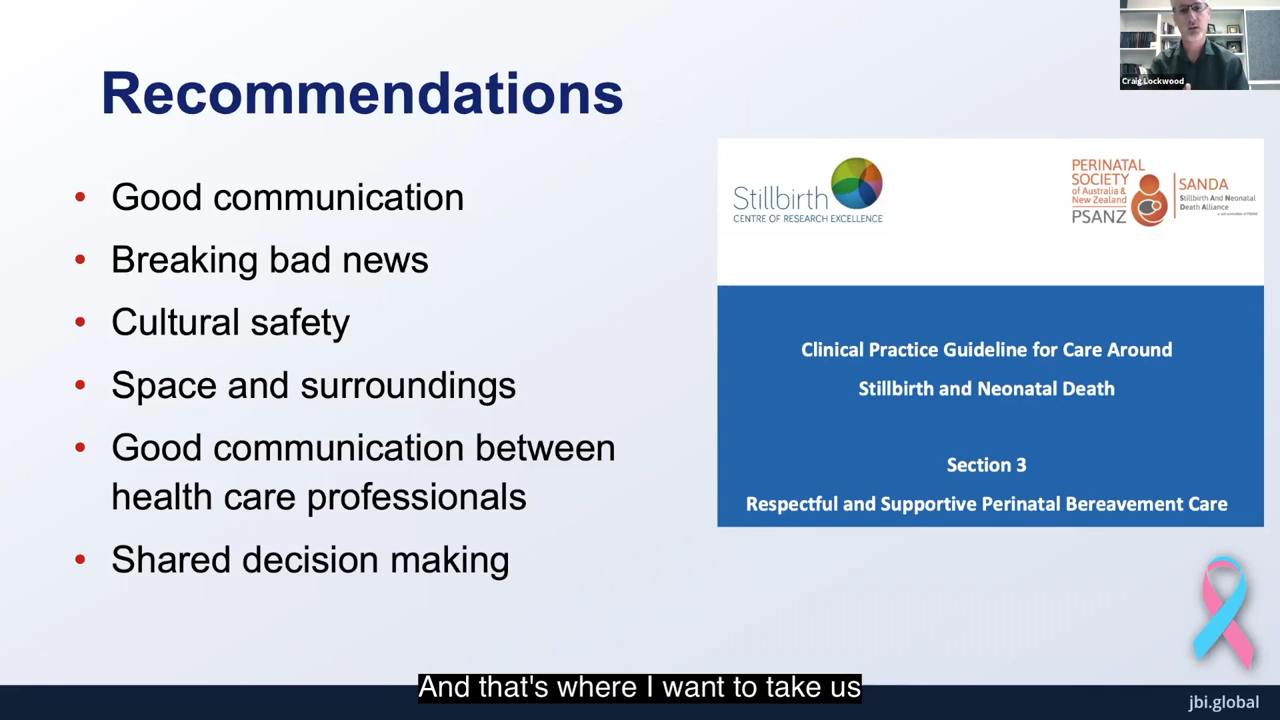 Craig Lockwood
Recommendations
• Good communication
• Breaking bad news
• Cultural safety
• Space and surroundings
• Good communication between
health care professionals
• Shared decision making
Stillbirth
CENTRE OF RESEARCH EXCELLENCE
PERINATAL
SOCIETY
of Australia &
New Zealand
PSANZ
SANDA
Stillbirth And Neonatal
Death Alliance
Clinical Practice Guideline for Care Around
Stillbirth and Neonatal Death
Section 3
Respectful and Supportive Perinatal Bereavement Care
And that's where I want to take us
jbi.global